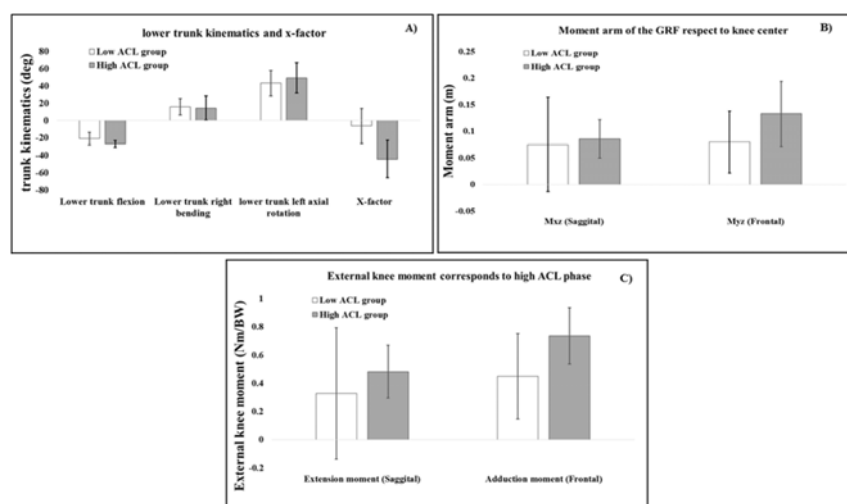 lower trunk kinematics and x-factor
A)
Low ACL group
High ACL group
trunk kinematics (deg)
80
60
40
20
0
-20
-40
-60
-80
Lower trunk flexion
Lower trunk right bending
lower trunk left axial rotation
X-factor
Moment arm of the GRF respect to knee center
B)
Low ACL group
High ACL group
Moment arm (m)
0.25
0.2
0.15
0.1
0.05
0
-0.05
Mxz (Saggital)
Myz (Frontal)
External knee moment corresponds to high ACL phase
C)
Low ACL group
High ACL group
External knee moment (Nm/BW)
1
0.8
0.6
0.4
0.2
0
-0.2
Extension moment (Saggital)
Adduction moment (Frontal)